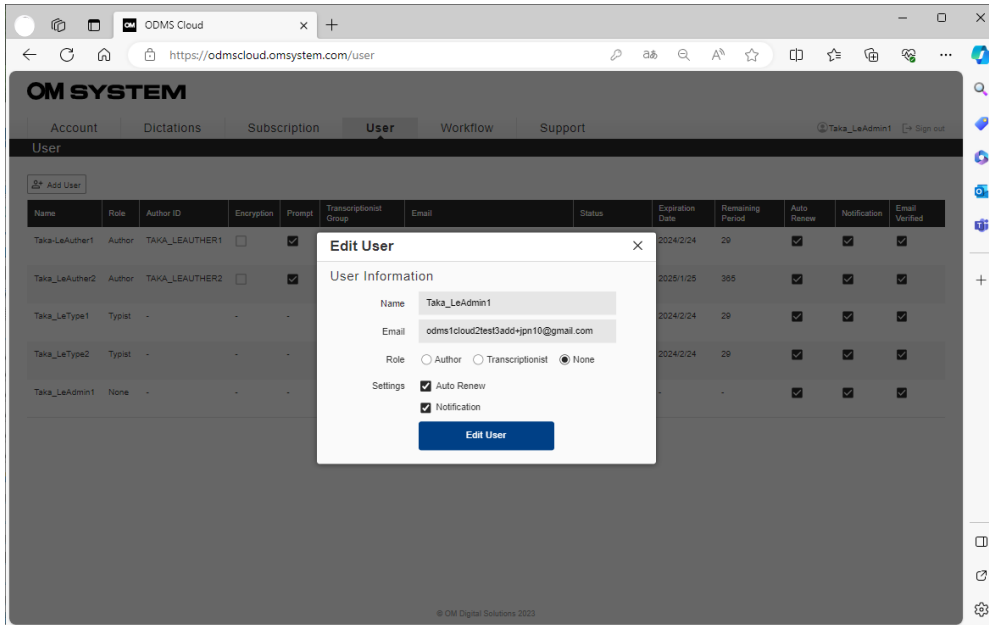 OM ODMS Cloud
https://odmscloud.omsystem.com/user
OM SYSTEM
Account Dictations Subscription User Workflow Support Taka_LeAdmin1 Sign out
User
Add User
Name Role Author ID Encryption Prompt Transcriptionist Group Email Status Expiration Date Remaining Period Auto Renew Notification Email Verified
Taka-LeAuther1 Author TAKA_LEAUTHER1 2024/2/24 29
Taka_LeAuther2 Author TAKA_LEAUTHER2 2025/1/25 365
Taka_LeType1 Typist - - - 2024/2/24 29
Taka_LeType2 Typist - - - 2024/2/24 29
Taka_LeAdmin1 None - - - - -
Edit User
User Information
Name Taka_LeAdmin1
Email odms1cloud2test3add+jpn10@gmail.com
Role Author Transcriptionist None
Settings Auto Renew
Notification
Edit User
© OM Digital Solutions 2023